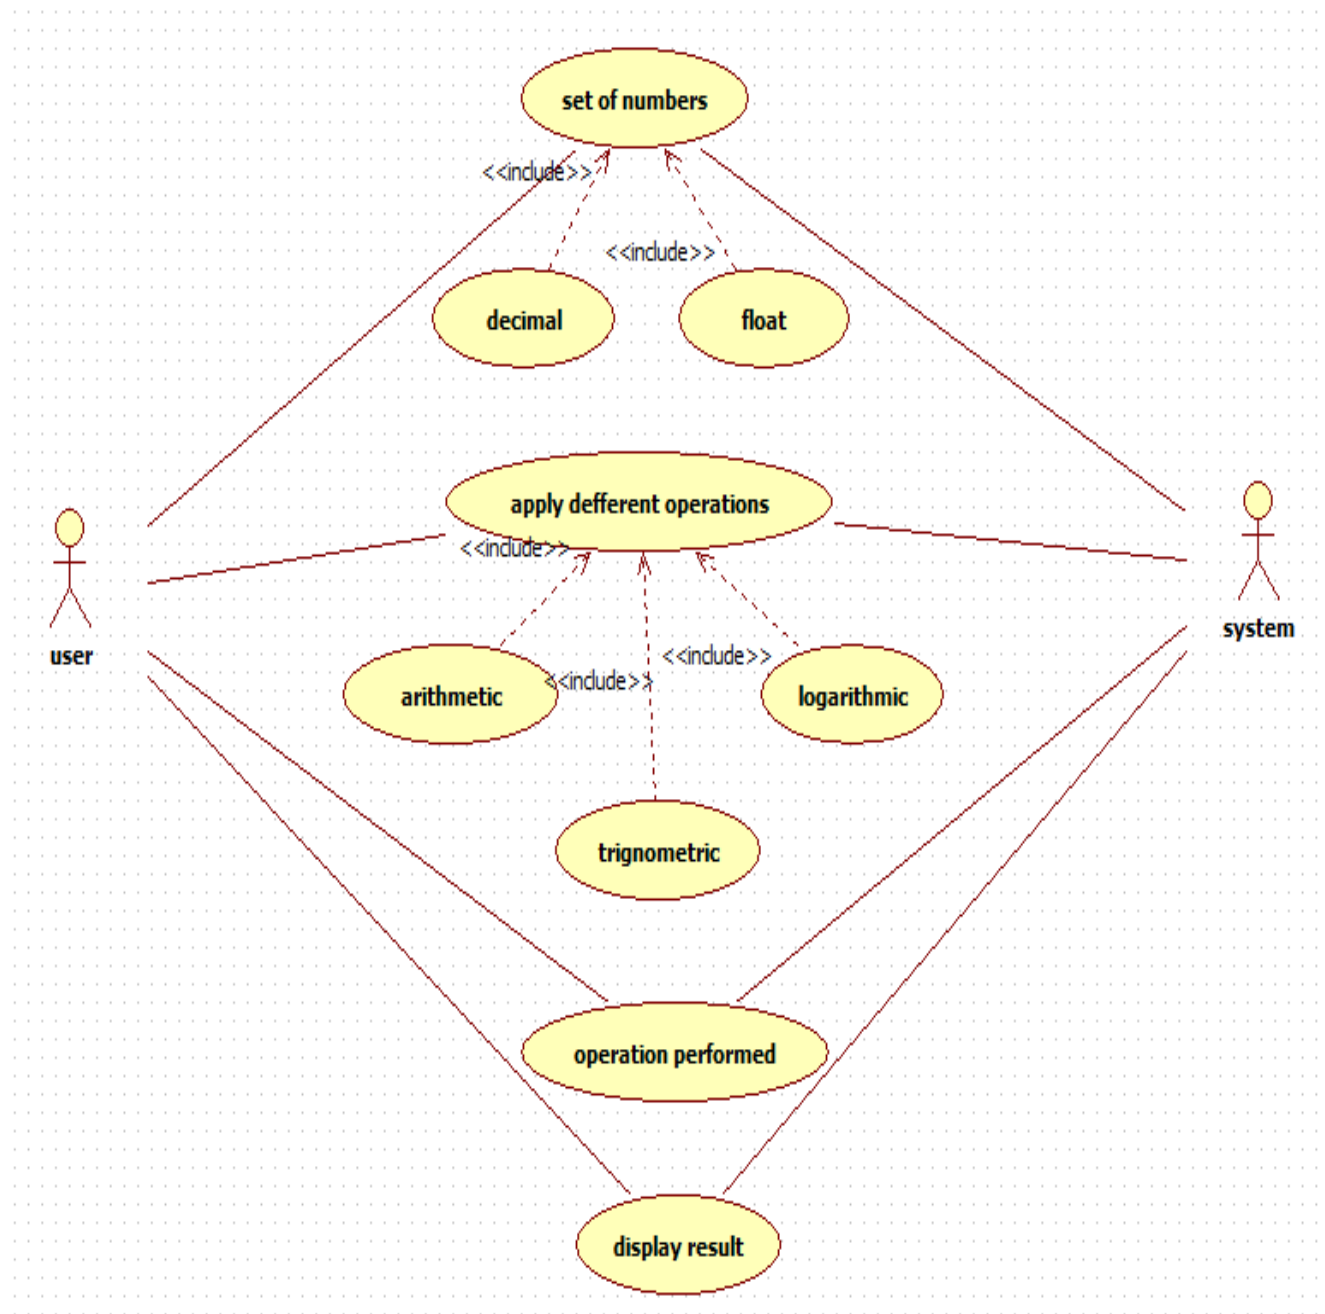 set of numbers
<<include>>
<<include>>
decimal
float
apply defferent operations
<<include>>
user
system
<<include>>
<<include>>
arithmetic
logarithmic
trignometric
operation performed
display result